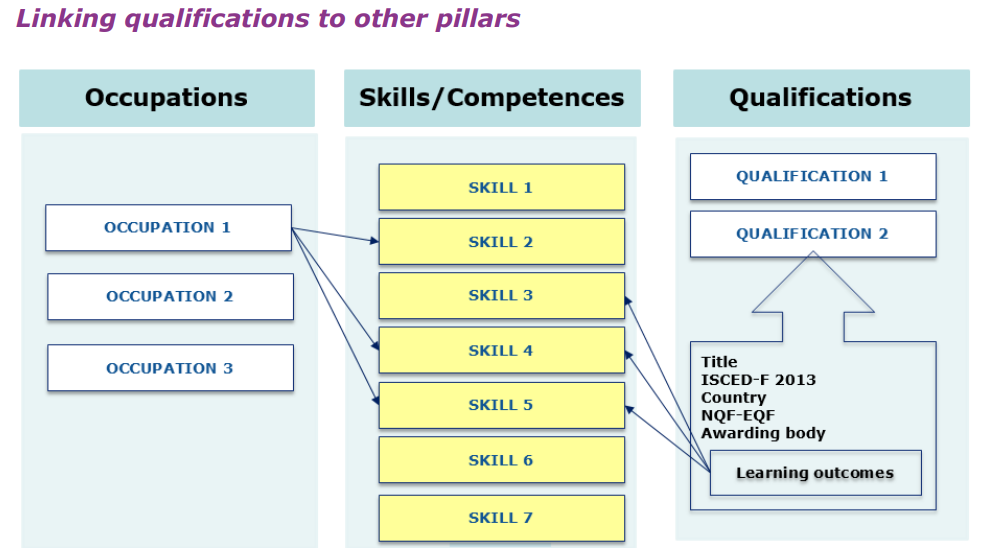 Linking qualifications to other pillars
Occupations
Skills/Competences
Qualifications
OCCUPATION 1
OCCUPATION 2
OCCUPATION 3
SKILL 1
SKILL 2
SKILL 3
SKILL 4
SKILL 5
SKILL 6
SKILL 7
QUALIFICATION 1
QUALIFICATION 2
Title
ISCED-F 2013
Country
NQF-EQF
Awarding body
Learning outcomes